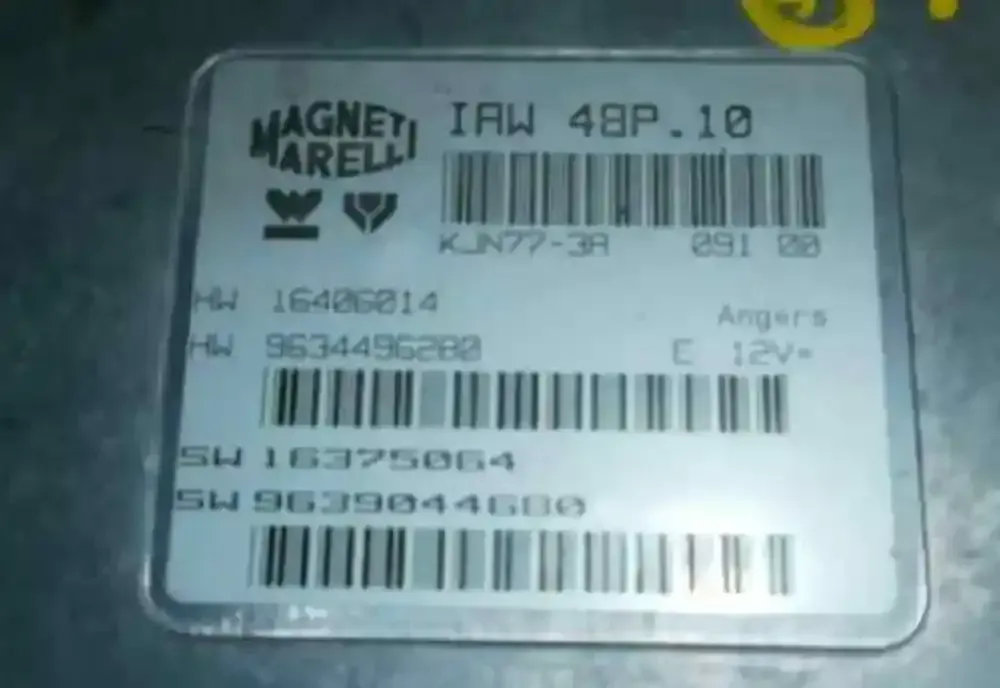 MAGNETI
MARELLI
IAW 48P.10
KJN77-3A 091 00
HW 16406014
Angers
HW 9634496280 E 12V=
SW 16375064
SW 9639044680